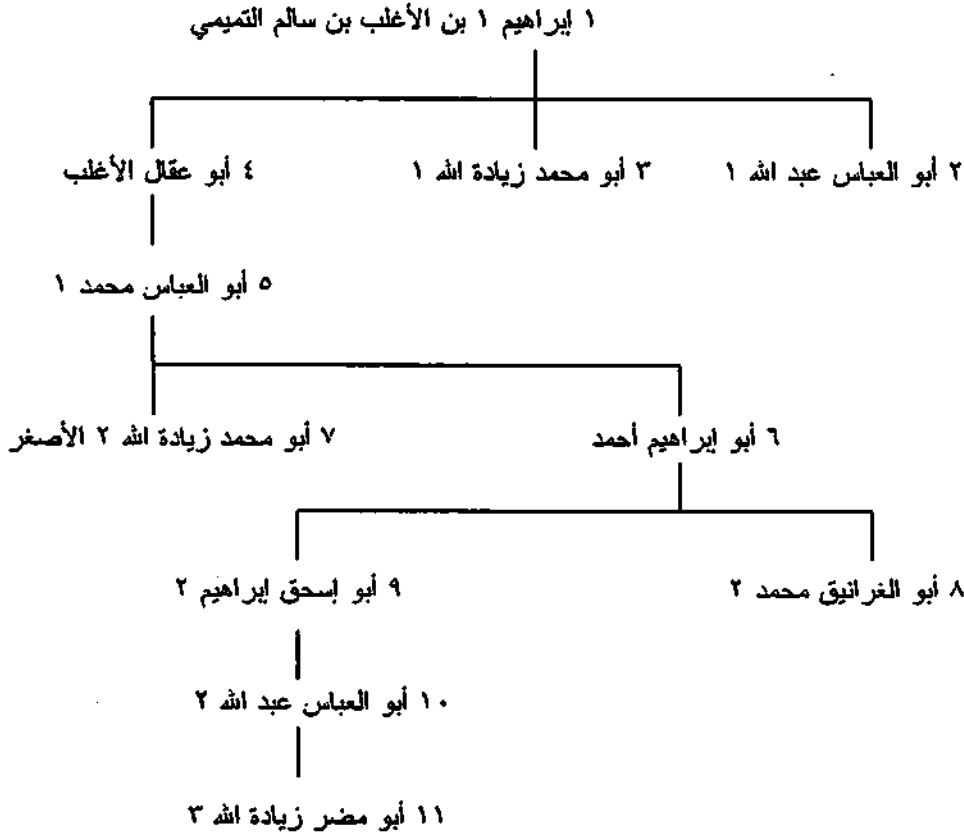 ١ إبراهيم ١ بن الأغلب بن سالم التميمي
٢ أبو العباس عبد الله ١
٣ أبو محمد زيادة الله ١
٤ أبو عقال الأغلب
٥ أبو العباس محمد ١
٦ أبو إبراهيم أحمد
٧ أبو محمد زيادة الله ٢ الأصغر
٨ أبو الغرانيق محمد ٢
٩ أبو إسحق إبراهيم ٢
١٠ أبو العباس عبد الله ٢
١١ أبو مضر زيادة الله ٣